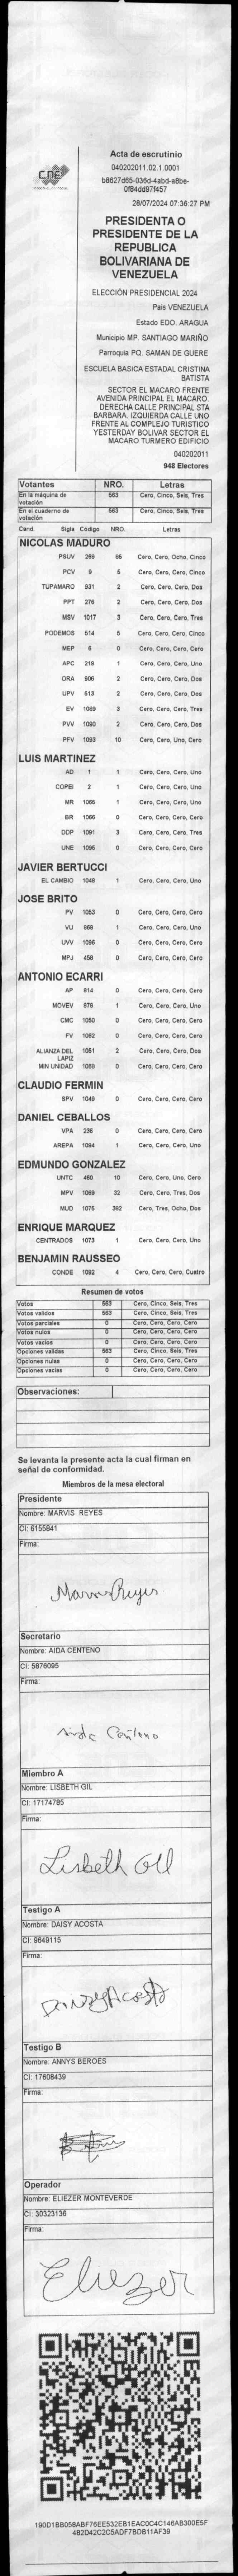 CNE
Acta de escrutinio
040202011.02.1.0001
b8627d65-036d-4abd-a8be-
0f84dd97f457
28/07/2024 07:36:27 PM
PRESIDENTA O
PRESIDENTE DE LA
REPUBLICA
BOLIVARIANA DE
VENEZUELA
ELECCIÓN PRESIDENCIAL 2024
Pais VENEZUELA
Estado EDO. ARAGUA
Municipio MP. SANTIAGO MARIÑO
Parroquia PQ. SAMAN DE GUERE
ESCUELA BASICA ESTADAL CRISTINA
BATISTA
SECTOR EL MACARO FRENTE
AVENIDA PRINCIPAL EL MACARO.
DERECHA CALLE PRINCIPAL STA
BARBARA. IZQUIERDA CALLE UNO
FRENTE AL COMPLEJO TURISTICO
YESTERDAY BOLIVAR SECTOR EL
MACARO TURMERO EDIFICIO
040202011
948 Electores
Votantes NRO. Letras
En la máquina de votación 563 Cero, Cinco, Seis, Tres
En el cuaderno de votación 563 Cero, Cinco, Seis, Tres
Cand. Sigla Código NRO. Letras
NICOLAS MADURO
PSUV 269 85 Cero, Cero, Ocho, Cinco
PCV 9 5 Cero, Cero, Cero, Cinco
TUPAMARO 931 2 Cero, Cero, Cero, Dos
PPT 276 2 Cero, Cero, Cero, Dos
MSV 1017 3 Cero, Cero, Cero, Tres
PODEMOS 514 5 Cero, Cero, Cero, Cinco
MEP 6 0 Cero, Cero, Cero, Cero
APC 219 1 Cero, Cero, Cero, Uno
ORA 906 2 Cero, Cero, Cero, Dos
UPV 613 2 Cero, Cero, Cero, Dos
EV 1069 3 Cero, Cero, Cero, Tres
PVV 1090 2 Cero, Cero, Cero, Dos
PFV 1093 10 Cero, Cero, Uno, Cero
LUIS MARTINEZ
AD 1 1 Cero, Cero, Cero, Uno
COPEI 2 1 Cero, Cero, Cero, Uno
MR 1065 1 Cero, Cero, Cero, Uno
BR 1066 0 Cero, Cero, Cero, Cero
DDP 1091 3 Cero, Cero, Cero, Tres
UNE 1095 0 Cero, Cero, Cero, Cero
JAVIER BERTUCCI
EL CAMBIO 1048 1 Cero, Cero, Cero, Uno
JOSE BRITO
PV 1053 0 Cero, Cero, Cero, Cero
VU 868 1 Cero, Cero, Cero, Uno
UVV 1096 0 Cero, Cero, Cero, Cero
MPJ 458 0 Cero, Cero, Cero, Cero
ANTONIO ECARRI
AP 814 0 Cero, Cero, Cero, Cero
MOVEV 676 1 Cero, Cero, Cero, Uno
CMC 1050 0 Cero, Cero, Cero, Cero
FV 1062 0 Cero, Cero, Cero, Cero
ALIANZA DEL LAPIZ 1051 2 Cero, Cero, Cero, Dos
MIN UNIDAD 1068 0 Cero, Cero, Cero, Cero
CLAUDIO FERMIN
SPV 1049 0 Cero, Cero, Cero, Cero
DANIEL CEBALLOS
VPA 236 0 Cero, Cero, Cero, Cero
AREPA 1094 1 Cero, Cero, Cero, Uno
EDMUNDO GONZALEZ
UNTC 460 10 Cero, Cero, Uno, Cero
MPV 1089 32 Cero, Cero, Tres, Dos
MUD 1075 382 Cero, Tres, Ocho, Dos
ENRIQUE MARQUEZ
CENTRADOS 1073 1 Cero, Cero, Cero, Uno
BENJAMIN RAUSSEO
CONDE 1092 4 Cero, Cero, Cero, Cuatro
Resumen de votos
Votos 563 Cero, Cinco, Seis, Tres
Votos validos 563 Cero, Cinco, Seis, Tres
Votos parciales 0 Cero, Cero, Cero, Cero
Votos nulos 0 Cero, Cero, Cero, Cero
Votos vacios 0 Cero, Cero, Cero, Cero
Opciones validas 563 Cero, Cinco, Seis, Tres
Opciones nulas 0 Cero, Cero, Cero, Cero
Opciones vacias 0 Cero, Cero, Cero, Cero
Observaciones:
Se levanta la presente acta la cual firman en
señal de conformidad.
Miembros de la mesa electoral
Presidente
Nombre: MARVIS REYES
CI: 6155841
Firma:
Marvis Reyes
Secretario
Nombre: AIDA CENTENO
CI: 5876095
Firma:
Aida Centeno
Miembro A
Nombre: LISBETH GIL
CI: 17174785
Firma:
Lisbeth Gil
Testigo A
Nombre: DAISY ACOSTA
CI: 9649115
Firma:
Daisy Acosta
Testigo B
Nombre: ANNYS BEROES
CI: 17608439
Firma:
Operador
Nombre: ELIEZER MONTEVERDE
CI: 30323136
Firma:
Eliezer
190D1BB058ABF76EE532EB1EAC0C4C146AB300E5F
482D42C2C5ADF7BDB11AF39